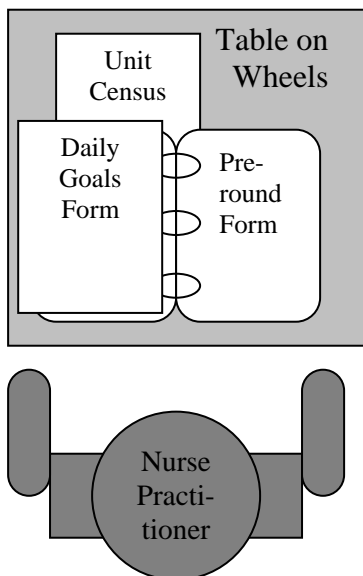 Table on
Wheels
Unit
Census
Daily
Goals
Form
Pre-
round
Form
Nurse
Practi-
tioner